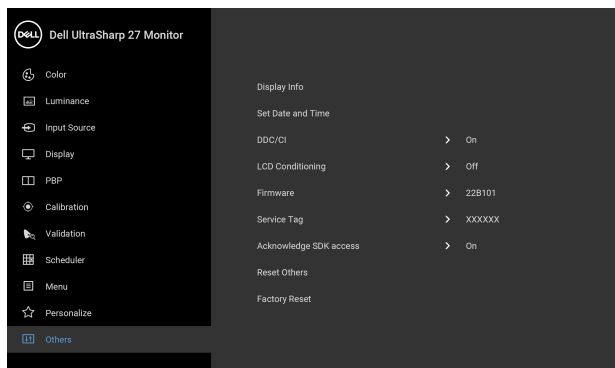 DELL Dell UltraSharp 27 Monitor
Color
Luminance
Input Source
Display
PBP
Calibration
Validation
Scheduler
Menu
Personalize
Others
Display Info
Set Date and Time
DDC/CI On
LCD Conditioning Off
Firmware 22B101
Service Tag XXXXXX
Acknowledge SDK access On
Reset Others
Factory Reset